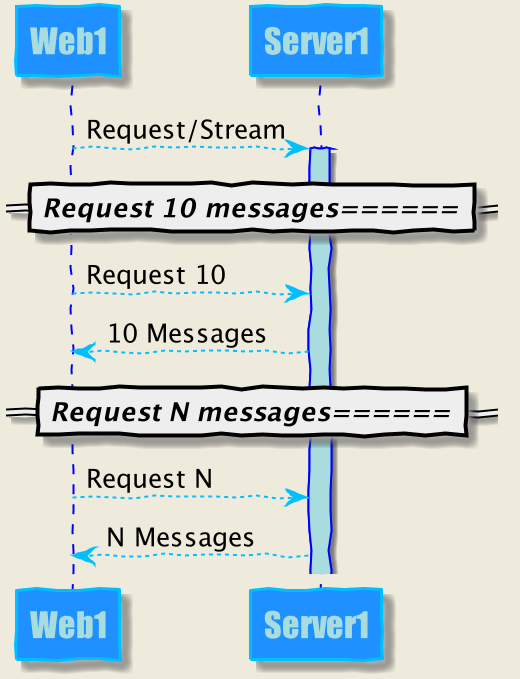 Web1 Server1
Request/Stream
Request 10 messages======
Request 10
10 Messages
Request N messages======
Request N
N Messages
Web1 Server1